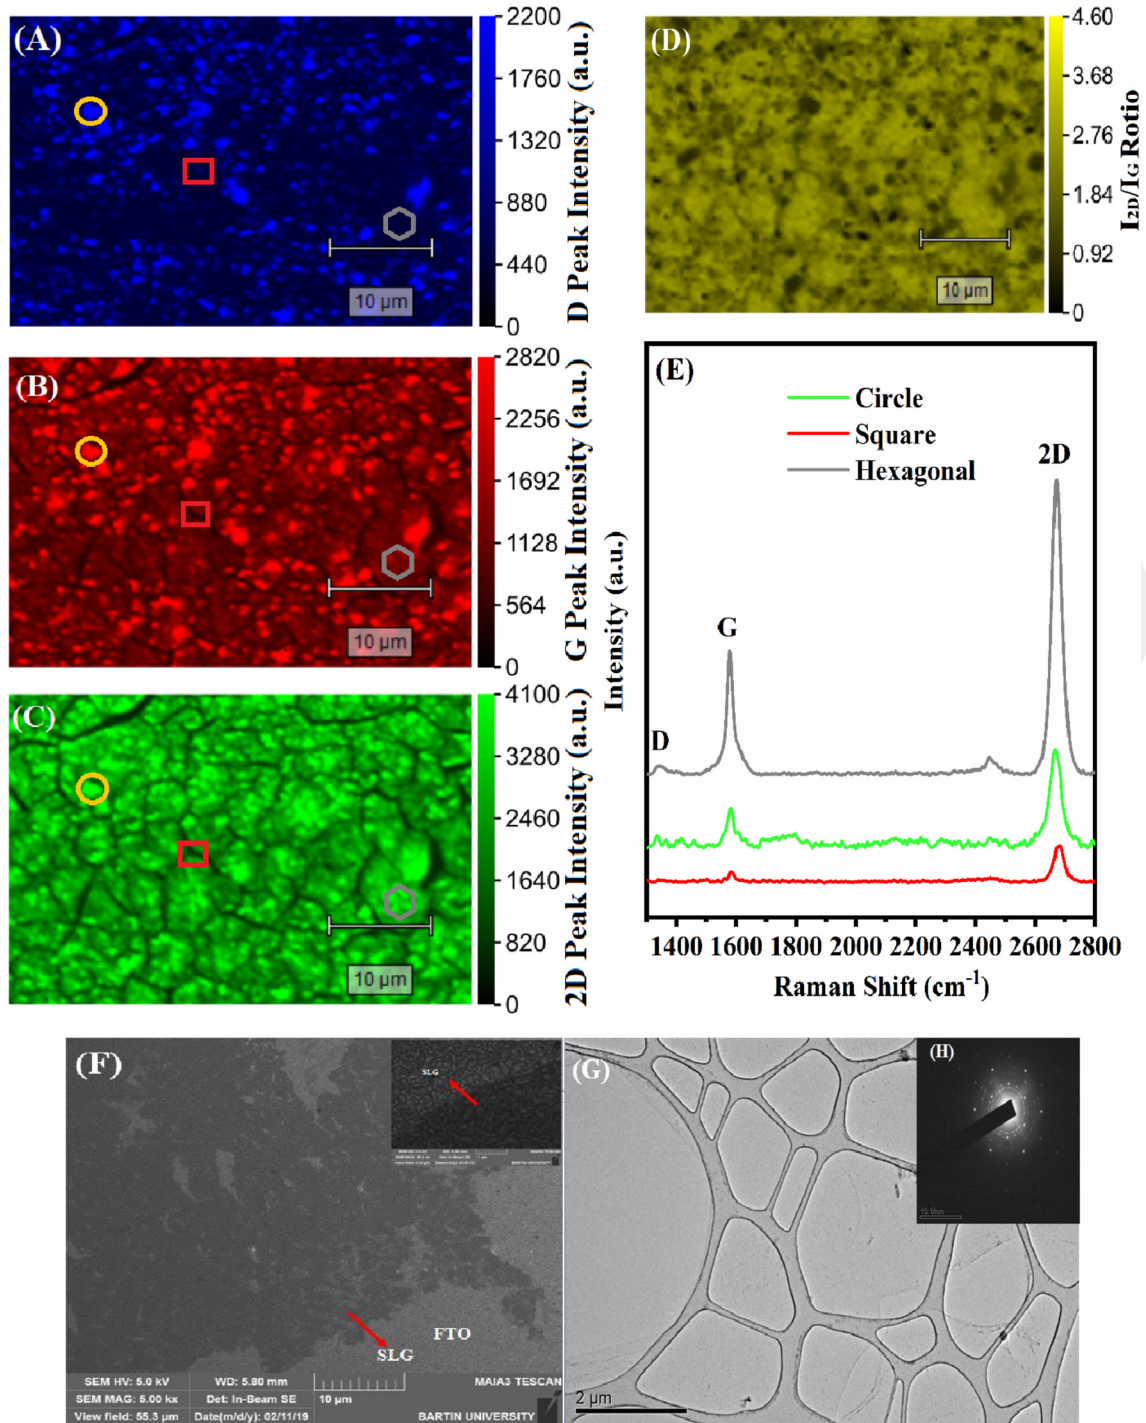 (A)
2200
1760
1320
880
440
0
D Peak Intensity (a.u.)
10 µm
(B)
2820
2256
1692
1128
564
0
G Peak Intensity (a.u.)
10 µm
(C)
4100
3280
2460
1640
820
0
2D Peak Intensity (a.u.)
10 µm
(D)
4.60
3.68
2.76
1.84
0.92
0
I2D/IG Rotio
10 µm
(E)
Circle
Square
Hexagonal
D
G
2D
Intensity (a.u.)
1400 1600 1800 2000 2200 2400 2600 2800
Raman Shift (cm-1)
(F)
SLG
BARTIN UNIVERSITY
FTO
SLG
SEM HV: 5.0 kV WD: 5.80 mm MAIA3 TESCAN
SEM MAG: 5.00 kx Det: In-Beam SE 10 µm
View field: 55.3 µm Date(m/d/y): 02/11/19 BARTIN UNIVERSITY
(G)
2 µm
(H)